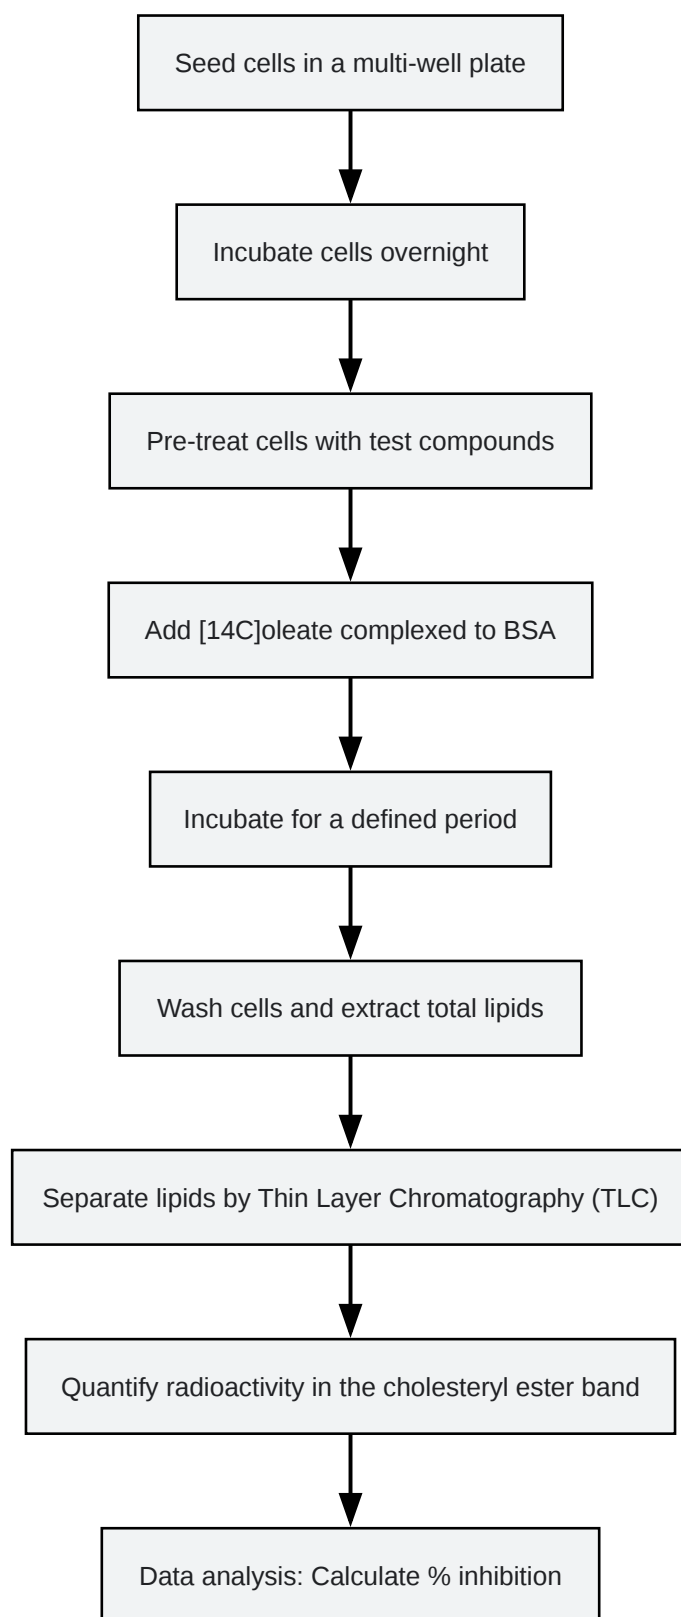 Seed cells in a multi-well plate
Incubate cells overnight
Pre-treat cells with test compounds
Add [14C]oleate complexed to BSA
Incubate for a defined period
Wash cells and extract total lipids
Separate lipids by Thin Layer Chromatography (TLC)
Quantify radioactivity in the cholesteryl ester band
Data analysis: Calculate % inhibition